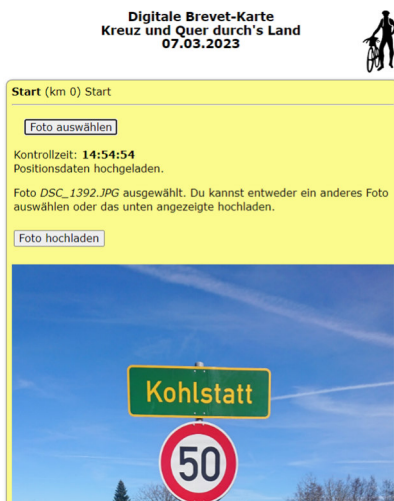 Digitale Brevet-Karte
Kreuz und Quer durch's Land
07.03.2023
Start (km 0) Start
Foto auswählen
Kontrollzeit: 14:54:54
Positionsdaten hochgeladen.
Foto DSC_1392.JPG ausgewählt. Du kannst entweder ein anderes Foto
auswählen oder das unten angezeigte hochladen.
Foto hochladen
Kohlstatt
50